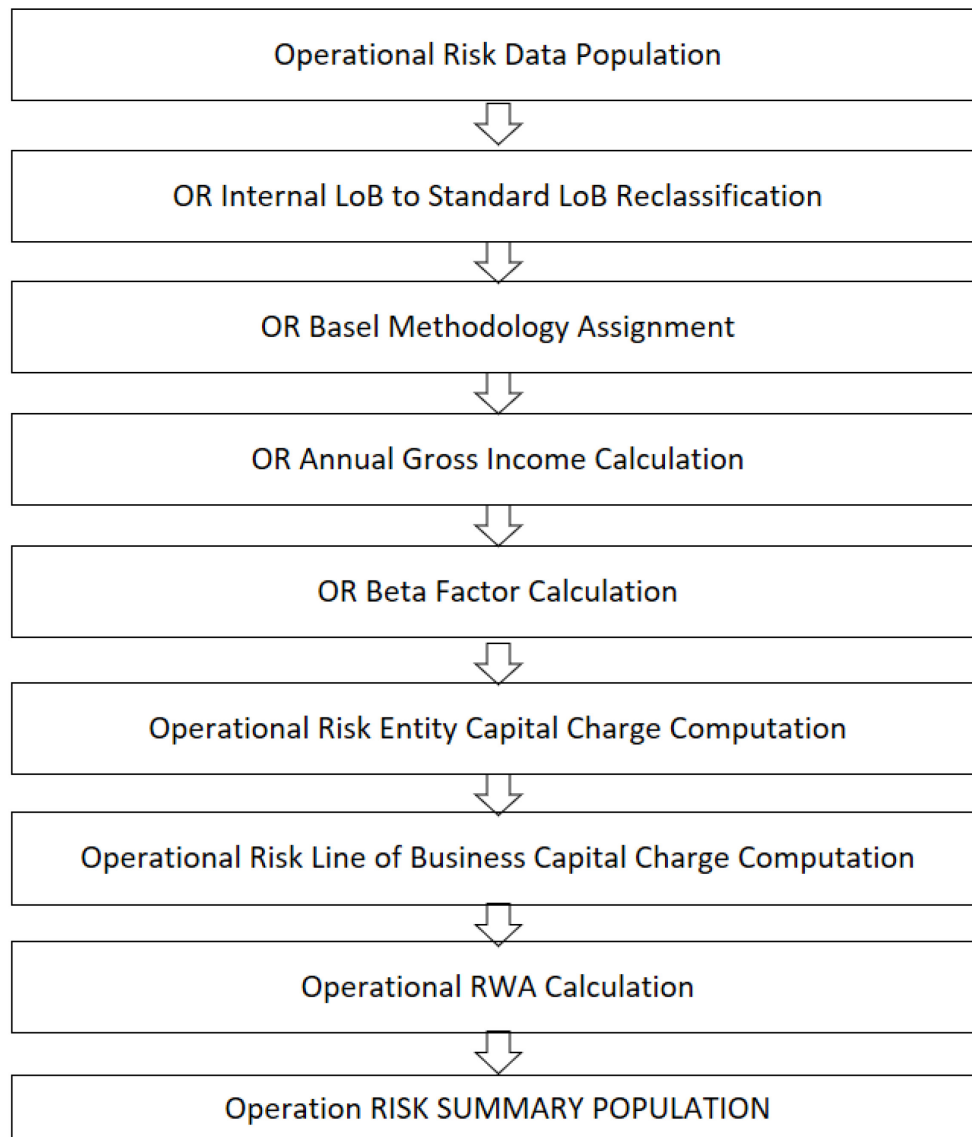 Operational Risk Data Population
OR Internal LoB to Standard LoB Reclassification
OR Basel Methodology Assignment
OR Annual Gross Income Calculation
OR Beta Factor Calculation
Operational Risk Entity Capital Charge Computation
Operational Risk Line of Business Capital Charge Computation
Operational RWA Calculation
Operation RISK SUMMARY POPULATION